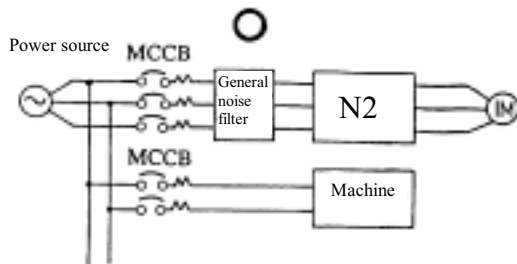 Power source
MCCB
General
noise
filter
N2
IM
MCCB
Machine